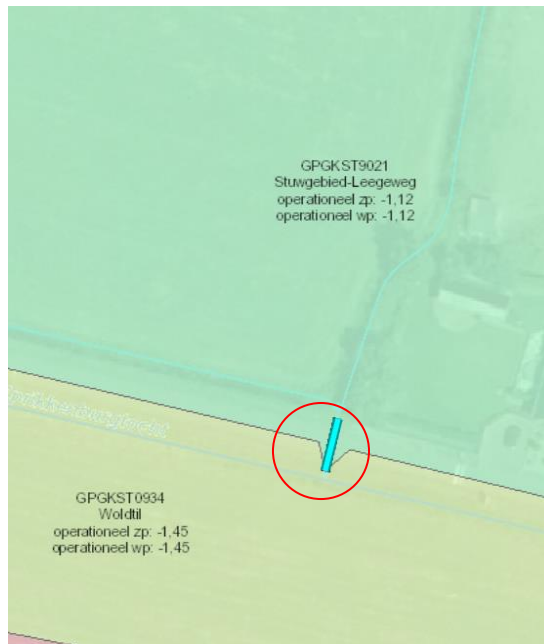 GPGKST9021
Stuwgebied-Leegeweg
operationeel zp: -1,12
operationeel wp: -1,12
GPGKST0934
Woldtil
operationeel zp: -1,45
operationeel wp: -1,45